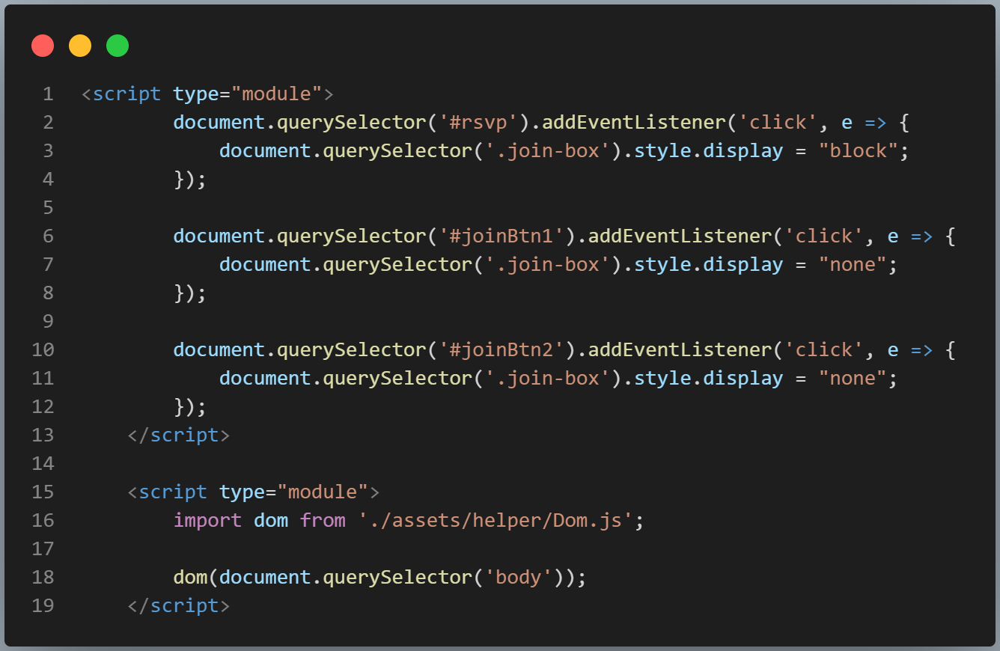 1 <script type="module">
2 document.querySelector('#rsvp').addEventListener('click', e => {
3 document.querySelector('.join-box').style.display = "block";
4 });
5
6 document.querySelector('#joinBtn1').addEventListener('click', e => {
7 document.querySelector('.join-box').style.display = "none";
8 });
9
10 document.querySelector('#joinBtn2').addEventListener('click', e => {
11 document.querySelector('.join-box').style.display = "none";
12 });
13 </script>
14
15 <script type="module">
16 import dom from './assets/helper/Dom.js';
17
18 dom(document.querySelector('body'));
19 </script>